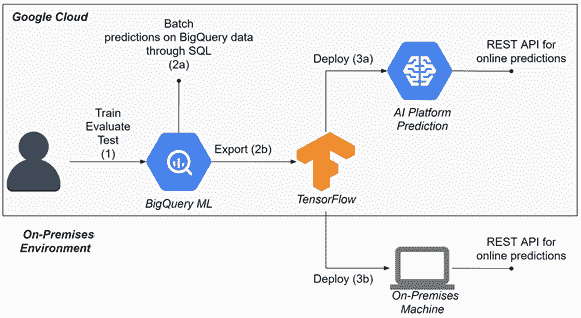 Google Cloud
Batch
predictions on BigQuery data
through SQL
(2a)
Train
Evaluate
Test
(1)
BigQuery ML
Export (2b)
TensorFlow
Deploy (3a)
AI Platform
Prediction
REST API for
online predictions
On-Premises
Environment
Deploy (3b)
On-Premises
Machine
REST API for
online predictions